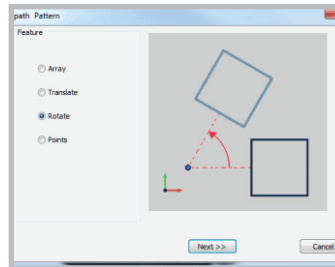 path Pattern
Feature
Array
Translate
Rotate
Points
Next >>
Cancel